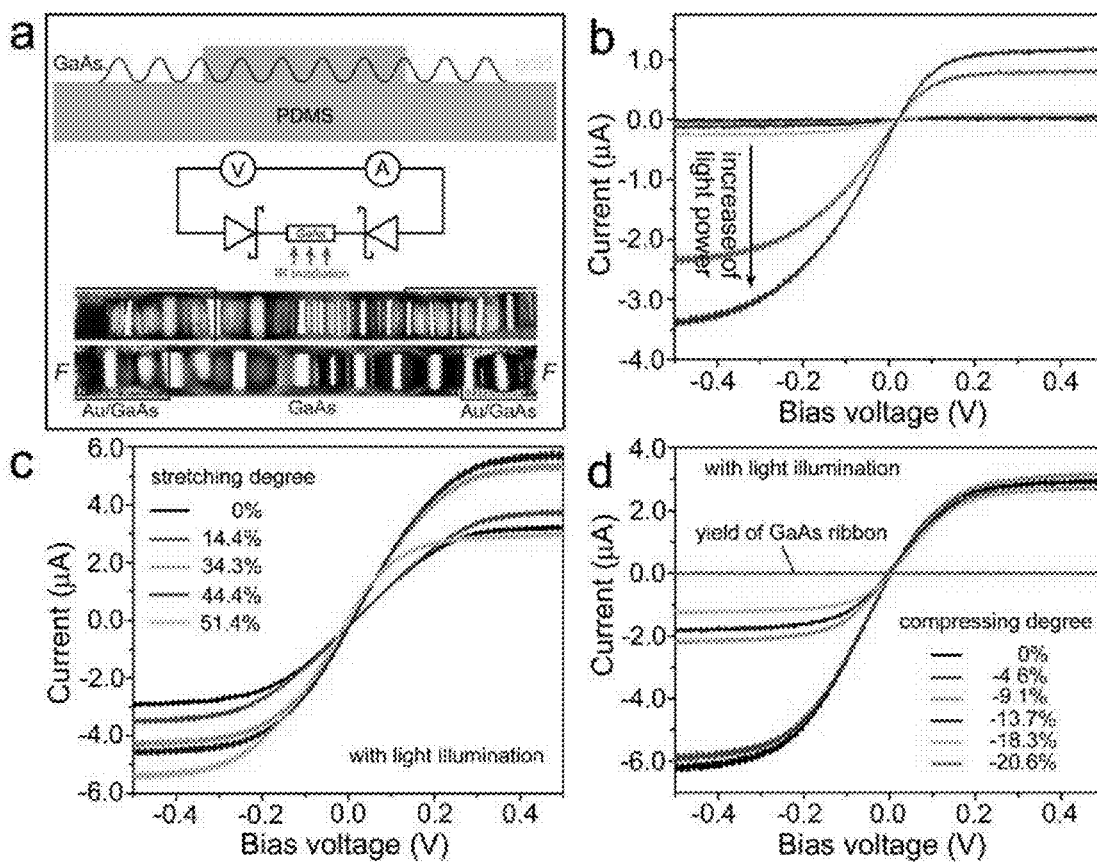 a
GaAs
PDMS
V
A
GaAs
IR irradiation
F
F
Au/GaAs
GaAs
Au/GaAs
b
1.0
0.0
-1.0
-2.0
-3.0
-4.0
Current (µA)
increase of
light power
-0.4
-0.2
0.0
0.2
0.4
Bias voltage (V)
c
6.0
4.0
2.0
0.0
-2.0
-4.0
-6.0
Current (µA)
stretching degree
0%
14.4%
34.3%
44.4%
51.4%
with light illumination
-0.4
-0.2
0.0
0.2
0.4
Bias voltage (V)
d
4.0
2.0
0.0
-2.0
-4.0
-6.0
Current (µA)
with light illumination
yield of GaAs ribbon
compressing degree
0%
-4.6%
-9.1%
-13.7%
-18.3%
-20.6%
-0.4
-0.2
0.0
0.2
0.4
Bias voltage (V)